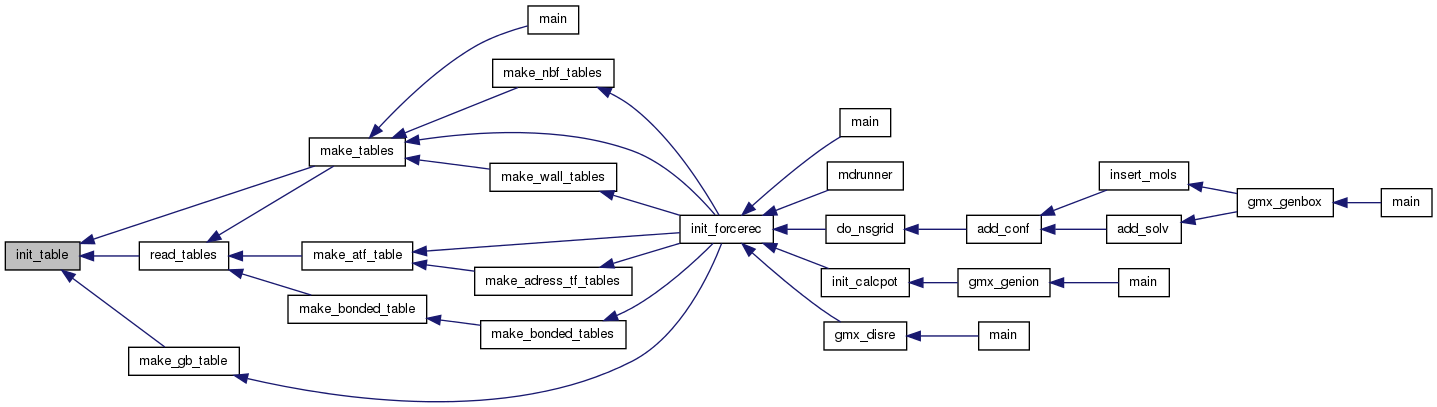 main
make_nbf_tables
main
make_tables
mdrunner
insert_mols
make_wall_tables
gmx_genbox
main
init_forcerec
do_nsgrid
add_conf
add_solv
init_table
read_tables
make_atf_table
make_adress_tf_tables
init_calcpot
gmx_genion
main
make_bonded_table
make_bonded_tables
gmx_disre
main
make_gb_table